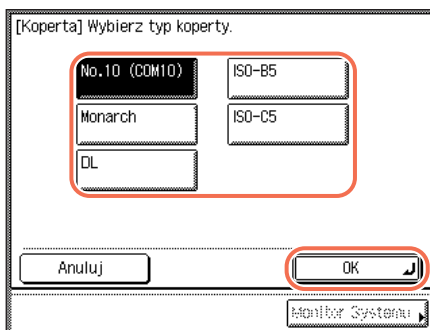 [Koperta] Wybierz typ koperty.
No.10 (COM10)
ISO-B5
Monarch
ISO-C5
DL
Anuluj
OK
Monitor Systemu